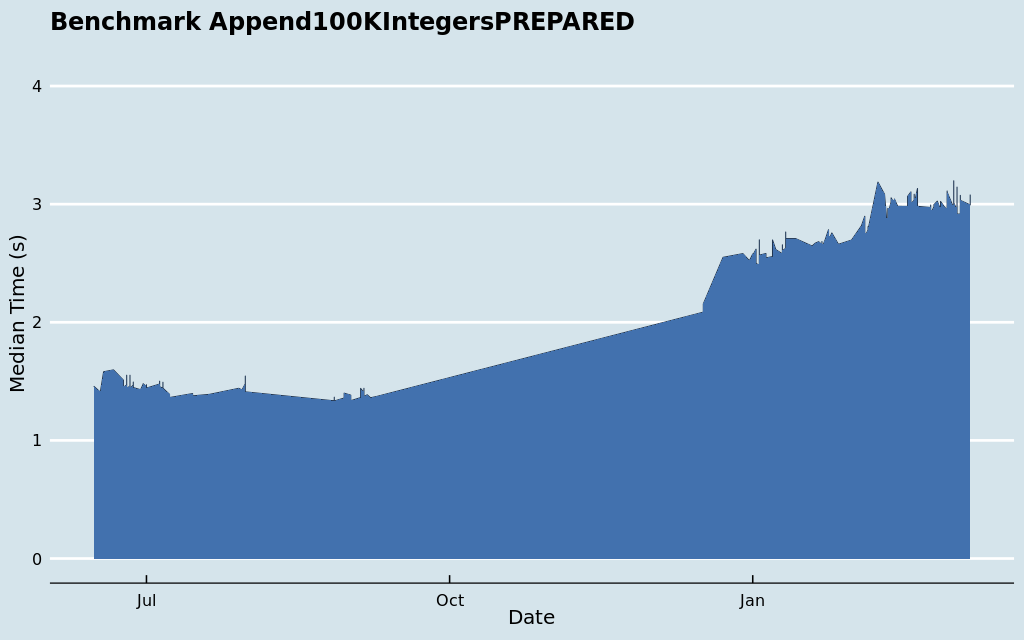 Benchmark Append100KIntegersPREPARED
4
3
2
1
0
Median Time (s)
Jul
Oct
Jan
Date